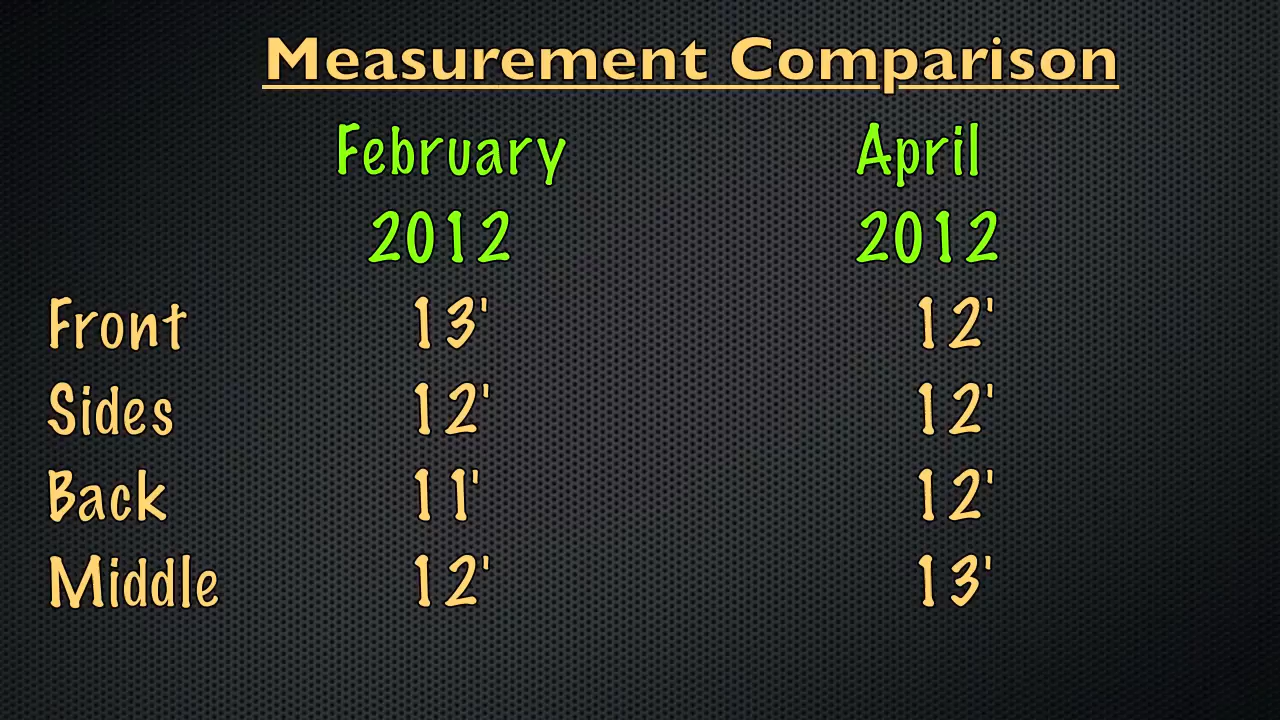 Measurement Comparison
February April
2012 2012
Front 13' 12'
Sides 12' 12'
Back 11' 12'
Middle 12' 13'